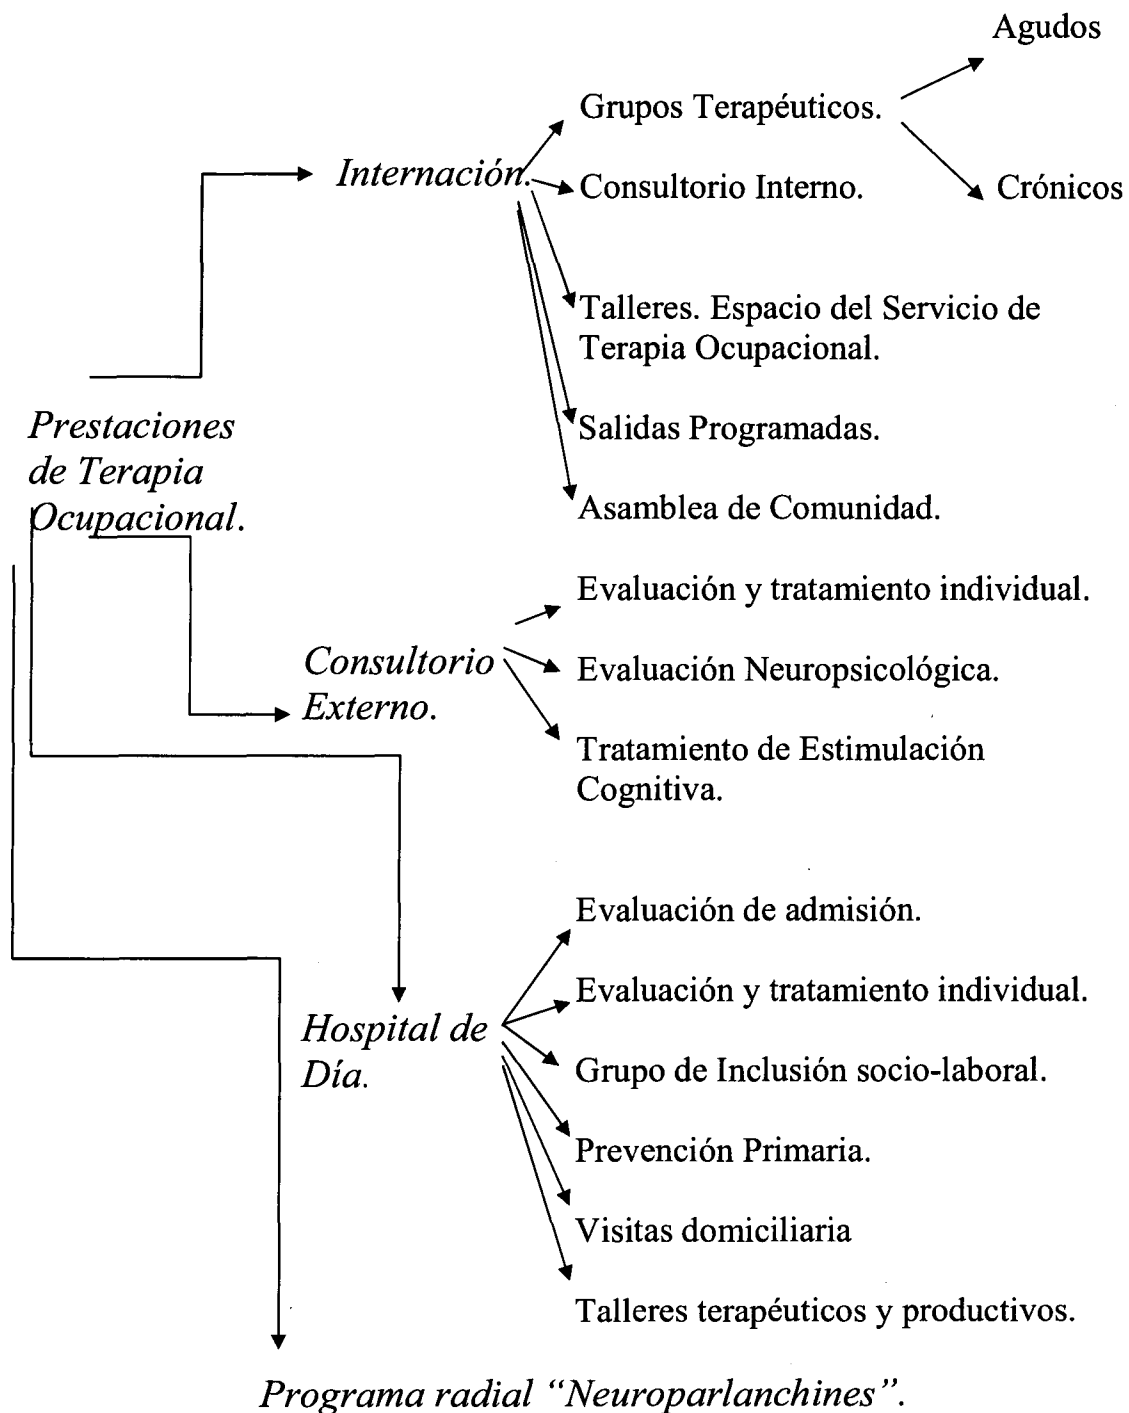 Agudos
Grupos Terapéuticos.
Internación.
Consultorio Interno.
Crónicos
Talleres. Espacio del Servicio de
Terapia Ocupacional.
Prestaciones
de Terapia
Ocupacional.
Salidas Programadas.
Asamblea de Comunidad.
Evaluación y tratamiento individual.
Consultorio
Externo.
Evaluación Neuropsicológica.
Tratamiento de Estimulación
Cognitiva.
Evaluación de admisión.
Evaluación y tratamiento individual.
Hospital de
Día.
Grupo de Inclusión socio-laboral.
Prevención Primaria.
Visitas domiciliaria
Talleres terapéuticos y productivos.
Programa radial “Neuroparlanchines”.